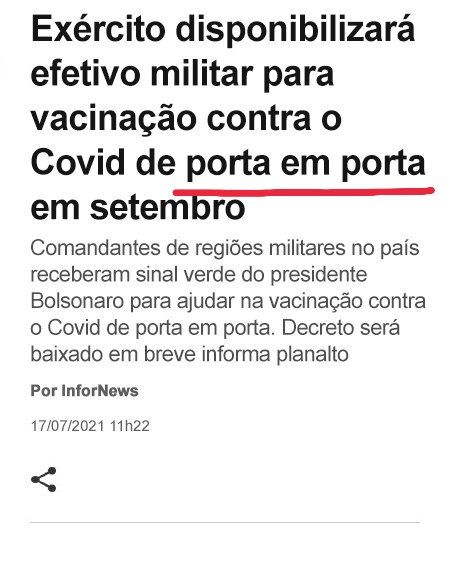 Exército disponibilizará
efetivo militar para
vacinação contra o
Covid de porta em porta
em setembro
Comandantes de regiões militares no país
receberam sinal verde do presidente
Bolsonaro para ajudar na vacinação contra
o Covid de porta em porta. Decreto será
baixado em breve informa planalto
Por InforNews
17/07/2021 11h22